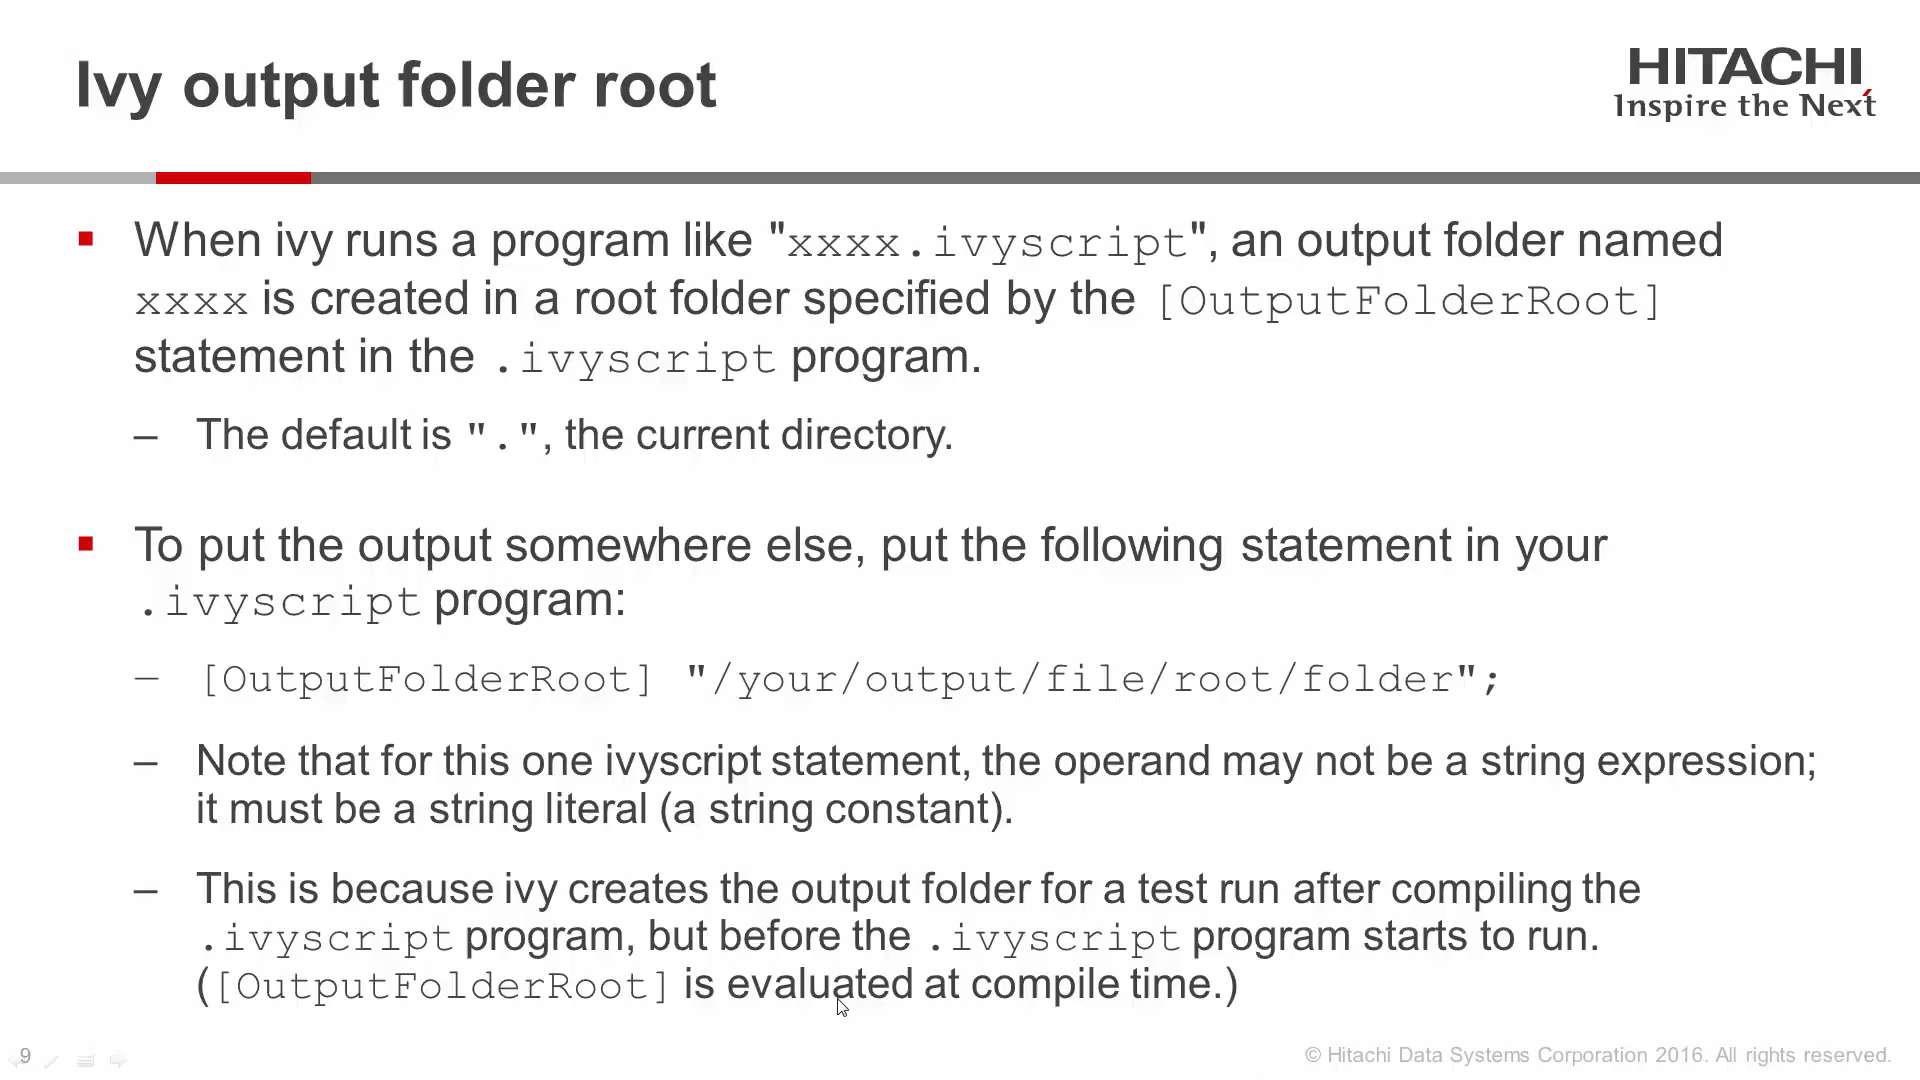 Ivy output folder root
HITACHI
Inspire the Next
▪ When ivy runs a program like "xxxx.ivyscript", an output folder named
xxxx is created in a root folder specified by the [OutputFolderRoot]
statement in the .ivyscript program.
– The default is ".", the current directory.
▪ To put the output somewhere else, put the following statement in your
.ivyscript program:
– [OutputFolderRoot] "/your/output/file/root/folder";
– Note that for this one ivyscript statement, the operand may not be a string expression;
it must be a string literal (a string constant).
– This is because ivy creates the output folder for a test run after compiling the
.ivyscript program, but before the .ivyscript program starts to run.
([OutputFolderRoot] is evaluated at compile time.)
9
© Hitachi Data Systems Corporation 2016. All rights reserved.